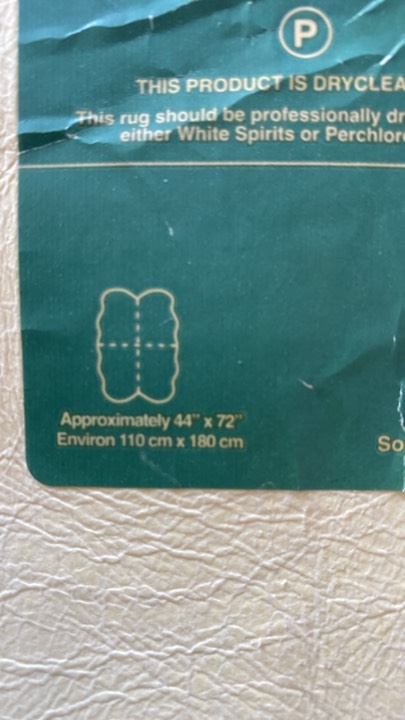 P
THIS PRODUCT IS DRYCLEA
This rug should be professionally dr
either White Spirits or Perchlor
Approximately 44" x 72"
Environ 110 cm x 180 cm
So